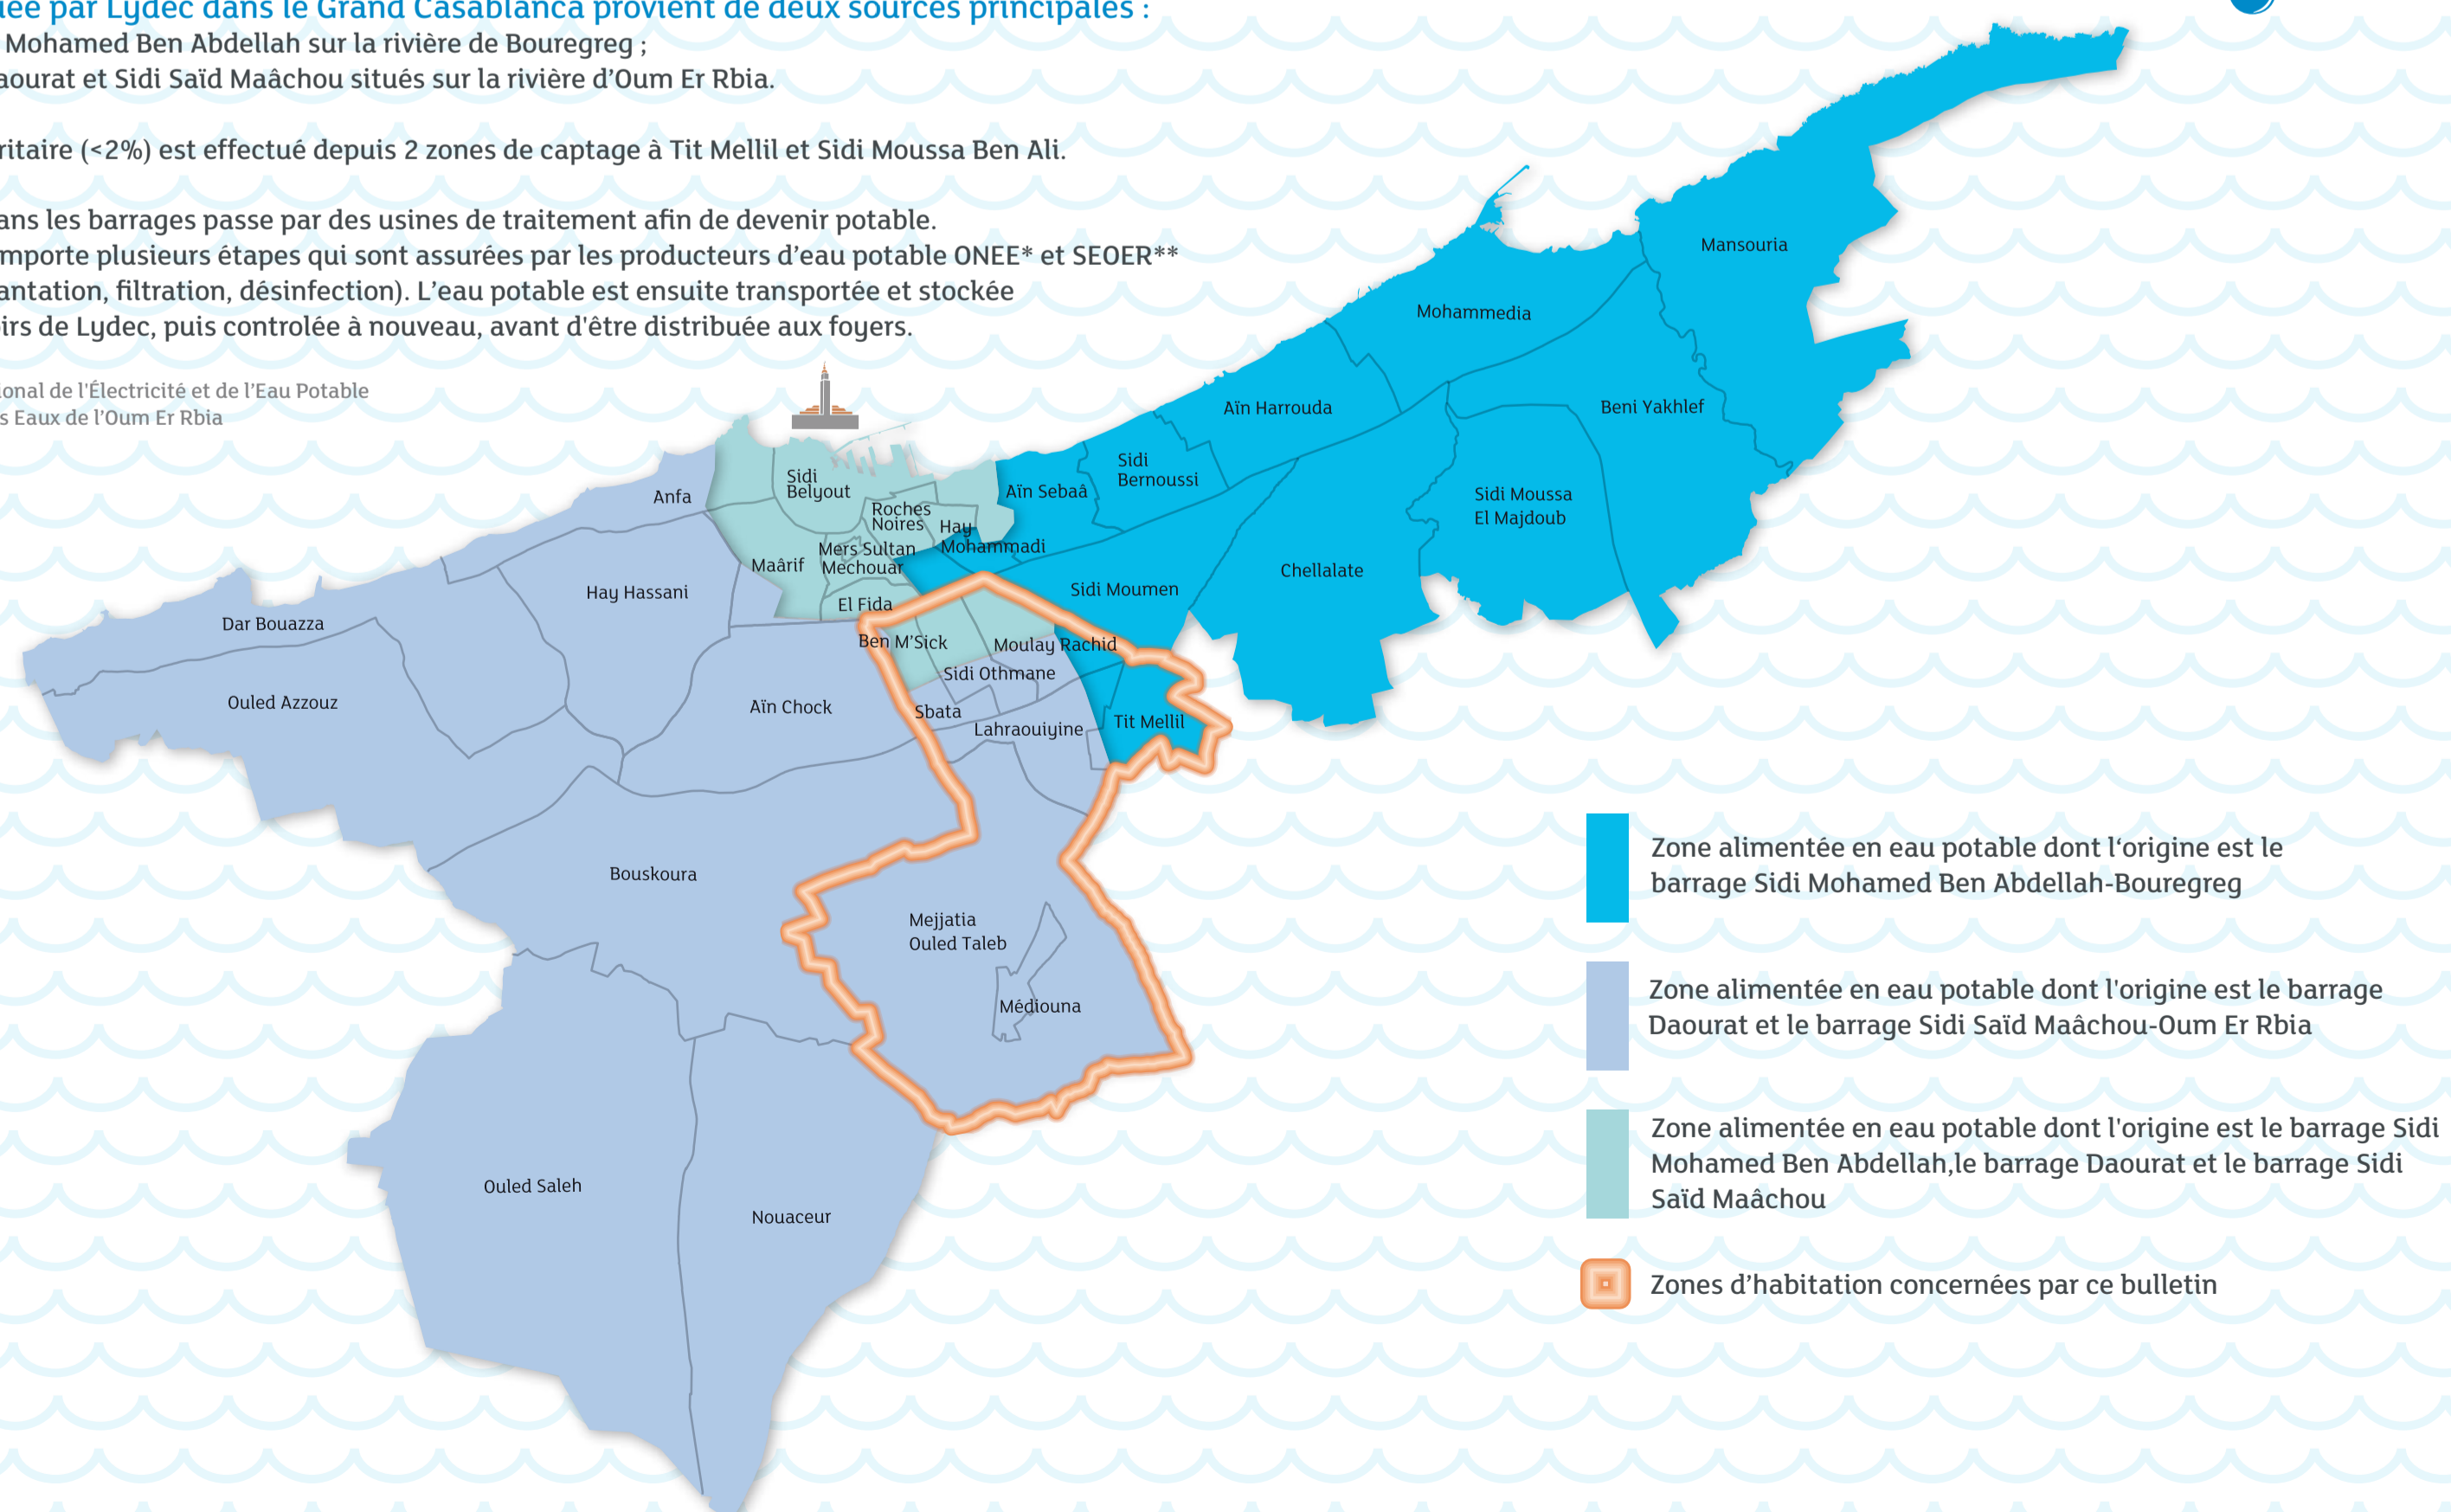 iée par Lydec dans le Grand Casablanca provient de deux sources principales :
Mohamed Ben Abdellah sur la rivière de Bouregreg ;
aourat et Sidi Saïd Maâchou situés sur la rivière d’Oum Er Rbia.
ritaire (<2%) est effectué depuis 2 zones de captage à Tit Mellil et Sidi Moussa Ben Ali.
ans les barrages passe par des usines de traitement afin de devenir potable.
mporte plusieurs étapes qui sont assurées par les producteurs d’eau potable ONEE* et SEOER**
antation, filtration, désinfection). L’eau potable est ensuite transportée et stockée
irs de Lydec, puis controlée à nouveau, avant d'être distribuée aux foyers.
ional de l'Électricité et de l’Eau Potable
s Eaux de l’Oum Er Rbia
Mansouria
Mohammedia
Aïn Harrouda
Beni Yakhlef
Sidi
Bernoussi
Aïn Sebaâ
Sidi Moussa
El Majdoub
Chellalate
Sidi Moumen
Anfa
Sidi
Belyout
Roches
Noires
Hay
Mohammadi
Mers Sultan
Mechouar
Maârif
El Fida
Hay Hassani
Dar Bouazza
Ouled Azzouz
Aïn Chock
Ben M’Sick
Moulay Rachid
Sidi Othmane
Sbata
Lahraouiyine
Tit Mellil
Bouskoura
Mejjatia
Ouled Taleb
Médiouna
Ouled Saleh
Nouaceur
Zone alimentée en eau potable dont l‘origine est le
barrage Sidi Mohamed Ben Abdellah-Bouregreg
Zone alimentée en eau potable dont l'origine est le barrage
Daourat et le barrage Sidi Saïd Maâchou-Oum Er Rbia
Zone alimentée en eau potable dont l'origine est le barrage Sidi
Mohamed Ben Abdellah,le barrage Daourat et le barrage Sidi
Saïd Maâchou
Zones d’habitation concernées par ce bulletin